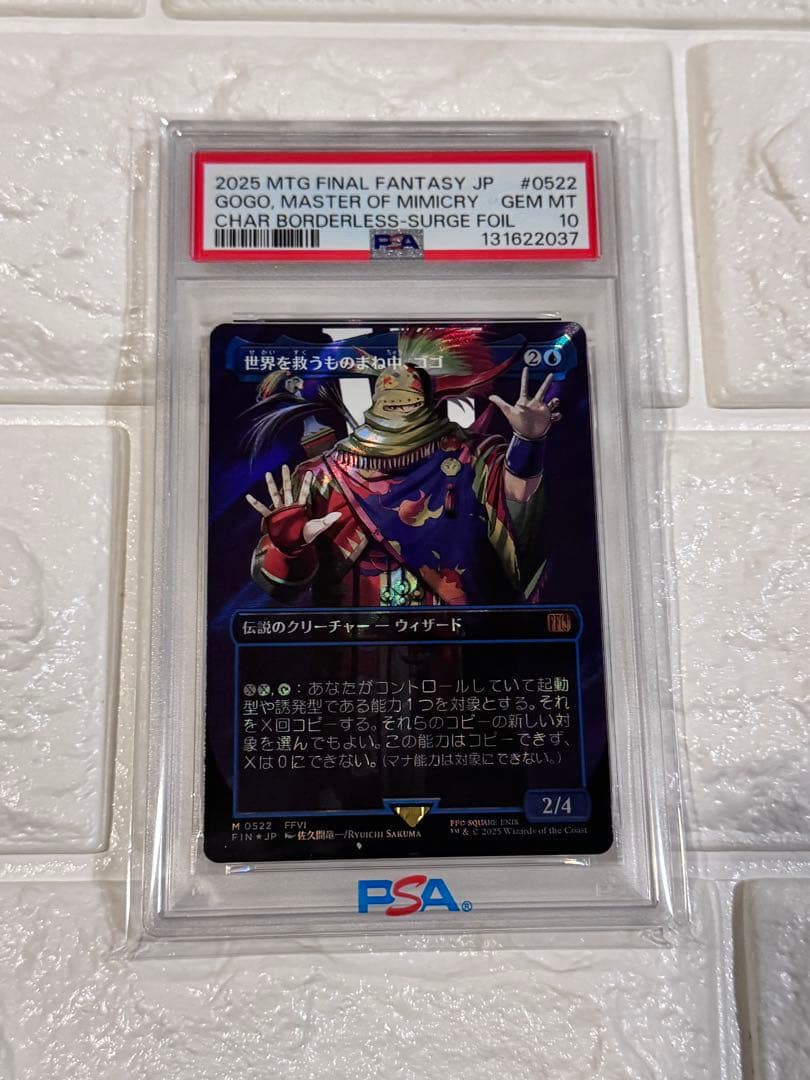 2025 MTG FINAL FANTASY JP #0522
GOGO, MASTER OF MIMICRY GEM MT
CHAR BORDERLESS-SURGE FOIL 10
PSA 131622037
世界を救うものまね中、ゴゴ 2
伝説のクリーチャー — ウィザード
X X, : あなたがコントロールしていて起動
型や誘発型である能力1つを対象とする。それ
をX回コピーする。それらのコピーの新しい対
象を選んでもよい。この能力はコピーできず、
Xは0にできない。(マナ能力は対象にできない。)
2/4
M 0522 FFVI
FIN★JP 佐久間竜一/RYUICHI SAKUMA
SQUARE ENIX
™ & © 2025 Wizards of the Coast
PSA®